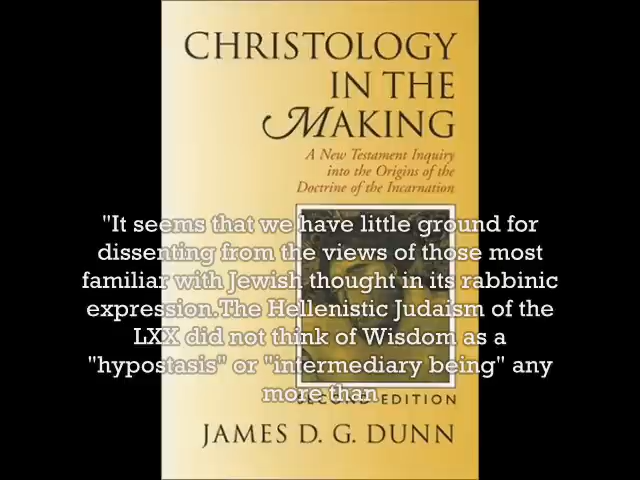 CHRISTOLOGY
IN THE
MAKING
A New Testament Inquiry
into the Origins of the
Doctrine of the Incarnation
"It seems that we have little ground for
dissenting from the views of those most
familiar with Jewish thought in its rabbinic
expression.The Hellenistic Judaism of the
LXX did not think of Wisdom as a
"hypostasis" or "intermediary being" any
more than
SECOND EDITION
JAMES D. G. DUNN